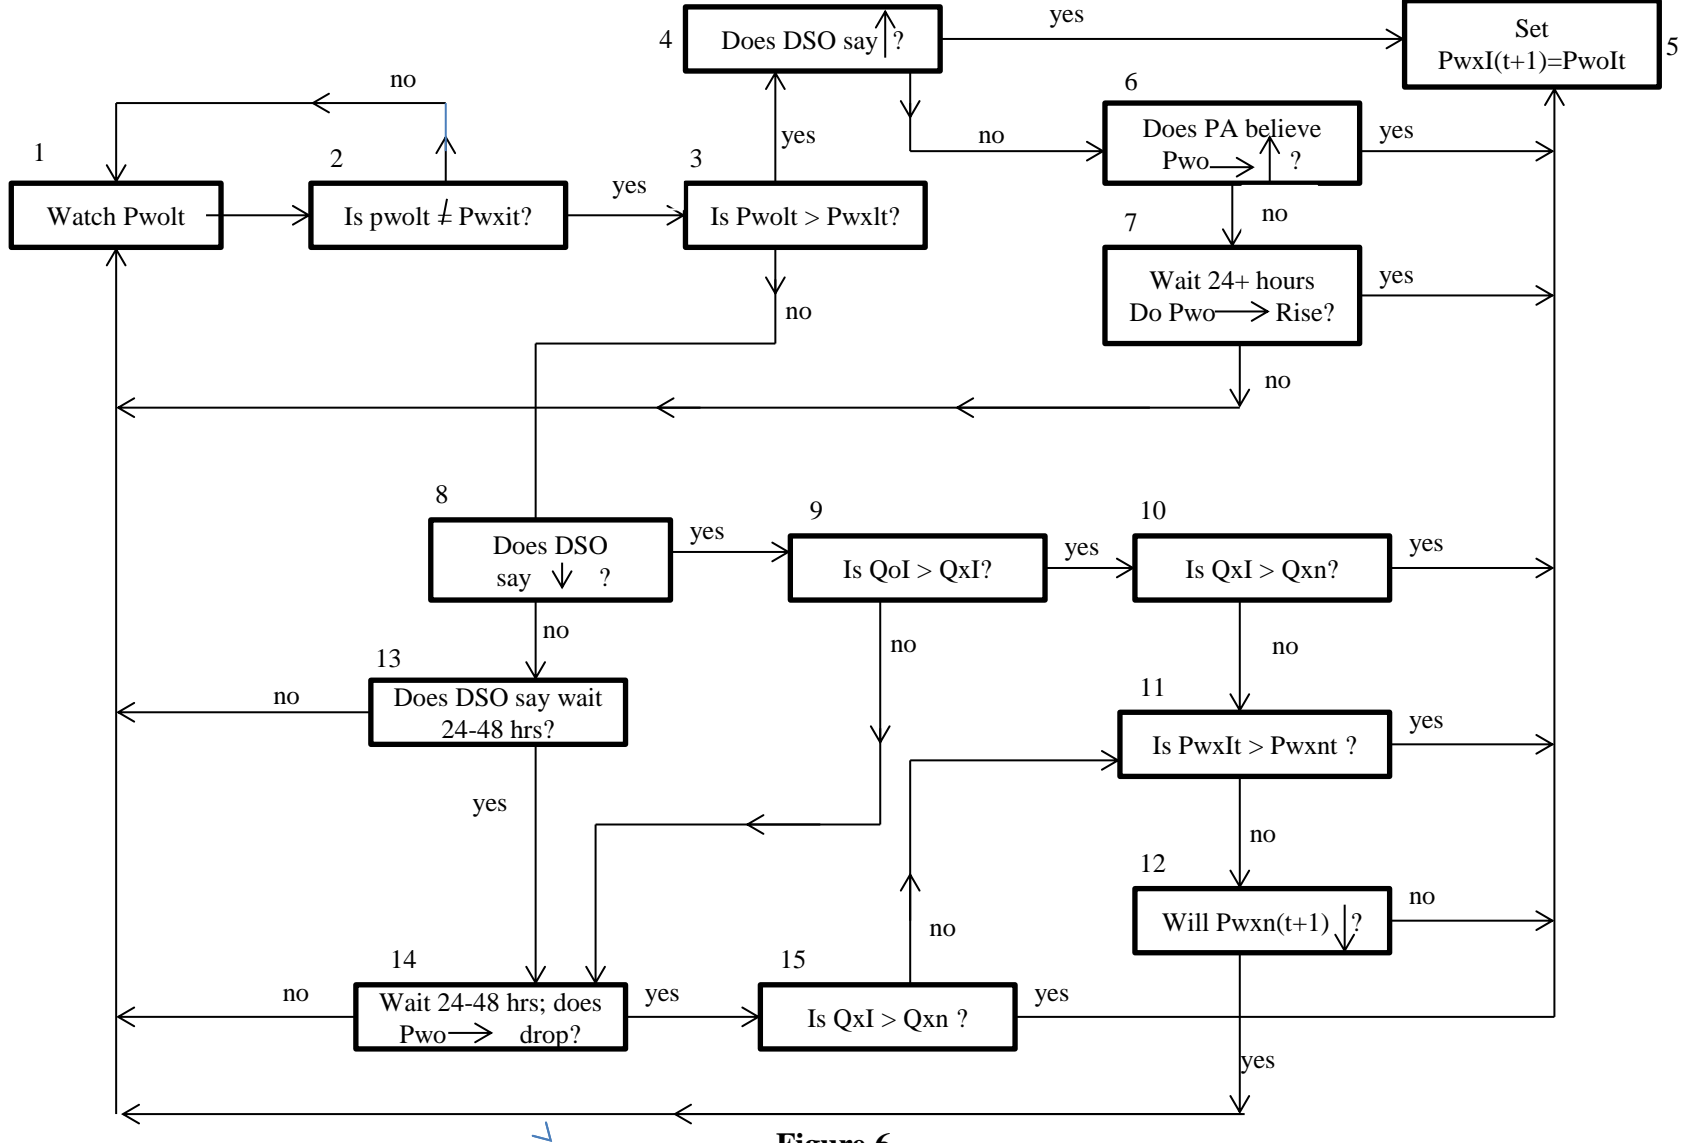 4
Does DSO say ?
yes
Set
PwxI(t+1)=PwoIt
5
no
6
Does PA believe
Pwo ?
yes
no
yes
1
Watch Pwolt
2
Is pwolt ≠ Pwxit?
yes
3
Is Pwolt > Pwxlt?
no
7
Wait 24+ hours
Do Pwo Rise?
yes
no
no
8
Does DSO
say ?
yes
9
Is QoI > QxI?
yes
10
Is QxI > Qxn?
yes
no
no
no
13
Does DSO say wait
24-48 hrs?
no
11
Is PwxIt > Pwxnt ?
yes
yes
no
12
Will Pwxn(t+1) ?
no
no
14
Wait 24-48 hrs; does
Pwo drop?
no
yes
15
Is QxI > Qxn ?
yes
yes
Figure 6